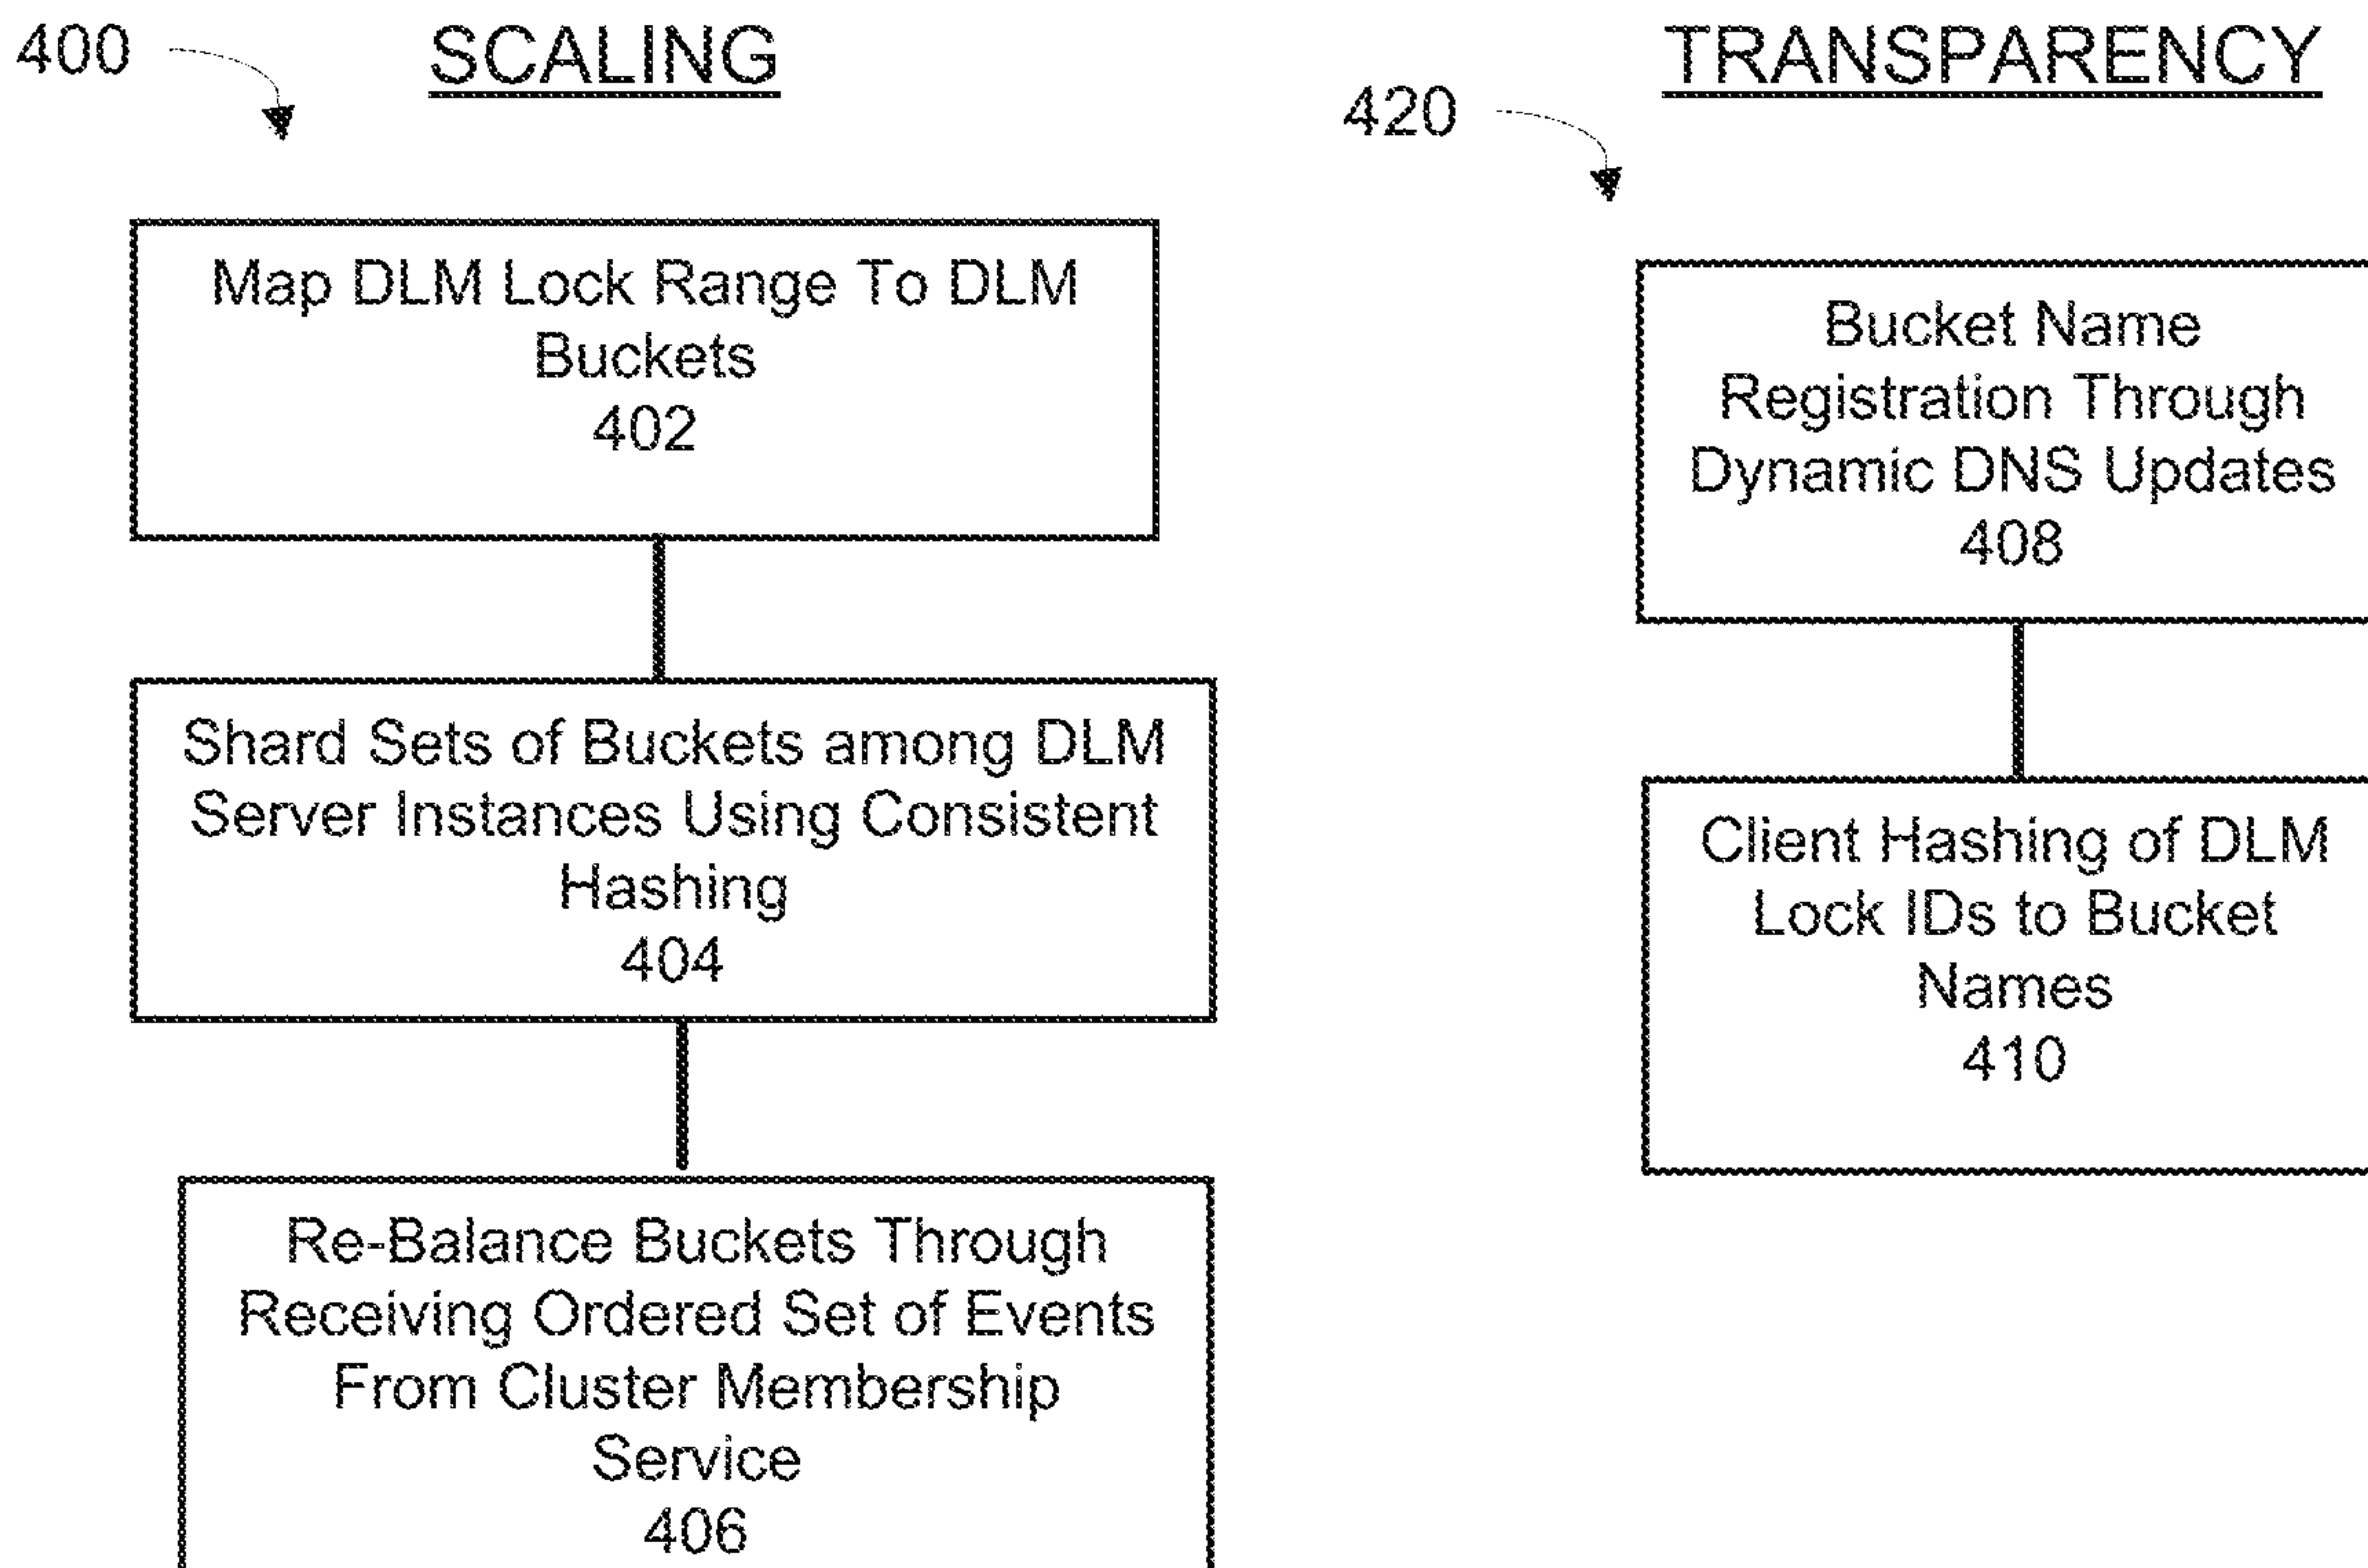 400
SCALING
Map DLM Lock Range To DLM
Buckets
402
Shard Sets of Buckets among DLM
Server Instances Using Consistent
Hashing
404
Re-Balance Buckets Through
Receiving Ordered Set of Events
From Cluster Membership
Service
406
TRANSPARENCY
420
Bucket Name
Registration Through
Dynamic DNS Updates
408
Client Hashing of DLM
Lock IDs to Bucket
Names
410